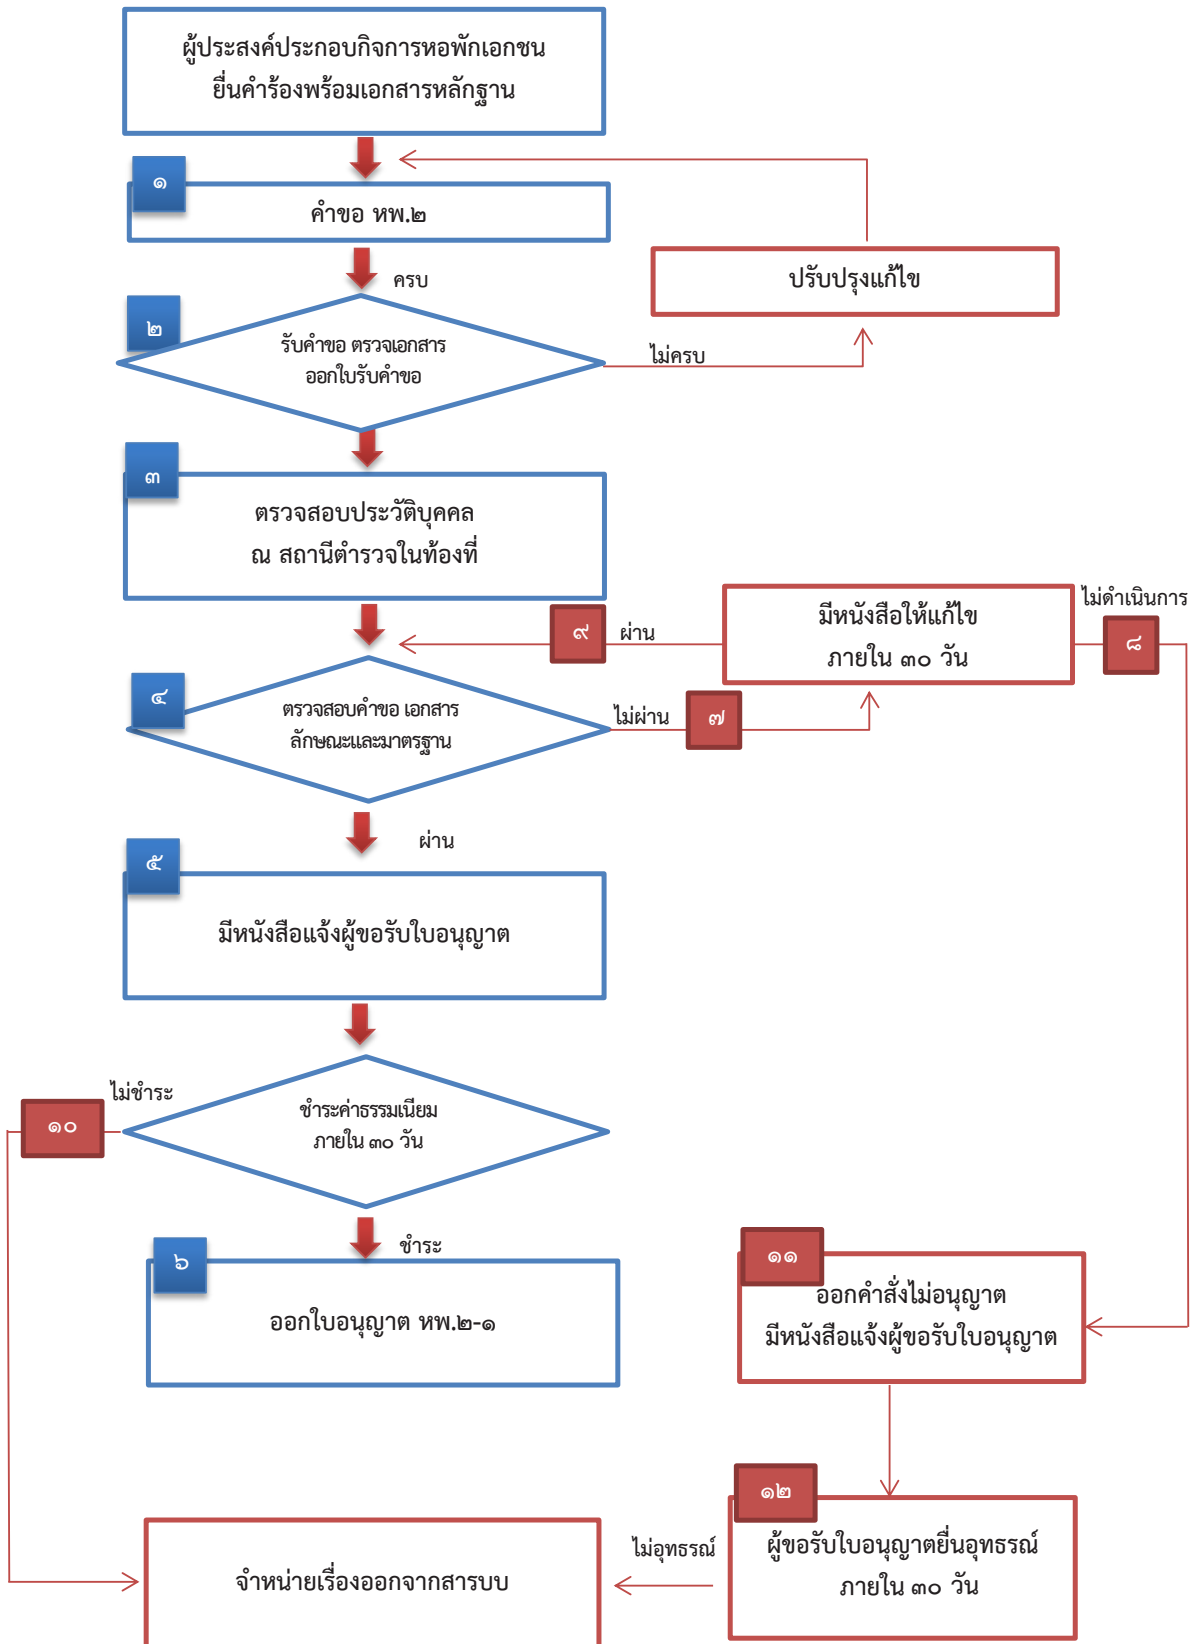 ผู้ประสงค์ประกอบกิจการหอพักเอกชน
ยื่นคำร้องพร้อมเอกสารหลักฐาน
๑
คำขอ หพ.๒
ปรับปรุงแก้ไข
ครบ
๒
รับคำขอ ตรวจเอกสาร
ออกใบรับคำขอ
ไม่ครบ
๓
ตรวจสอบประวัติบุคคล
ณ สถานีตำรวจในท้องที่
ไม่ดำเนินการ
มีหนังสือให้แก้ไข
ภายใน ๓๐ วัน
๙
ผ่าน
๘
๔
ตรวจสอบคำขอ เอกสาร
ลักษณะและมาตรฐาน
ไม่ผ่าน
๗
ผ่าน
๕
มีหนังสือแจ้งผู้ขอรับใบอนุญาต
ไม่ชำระ
๑๐
ชำระค่าธรรมเนียม
ภายใน ๓๐ วัน
ชำระ
๖
ออกใบอนุญาต หพ.๒-๑
๑๑
ออกคำสั่งไม่อนุญาต
มีหนังสือแจ้งผู้ขอรับใบอนุญาต
๑๒
ผู้ขอรับใบอนุญาตยื่นอุทธรณ์
ภายใน ๓๐ วัน
ไม่อุทธรณ์
จำหน่ายเรื่องออกจากสารบบ